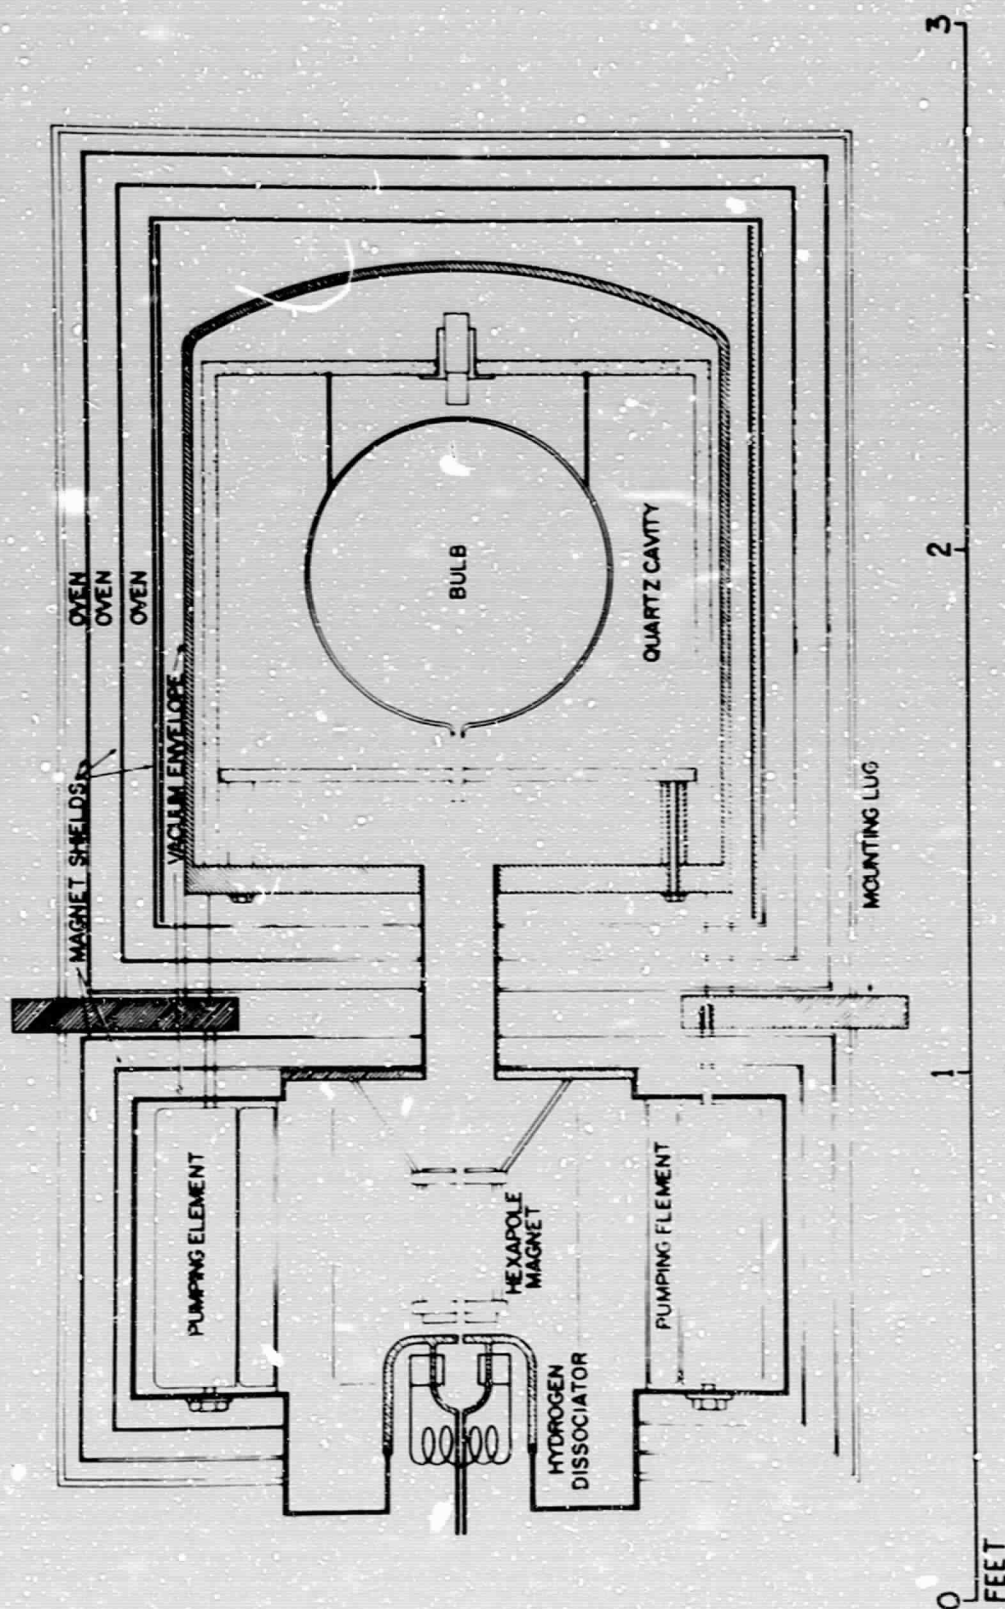 OVEN
OVEN
OVEN
MAGNET SHIELDS
VACUUM ENVELOPE
BULB
QUARTZ CAVITY
MOUNTING LUG
PUMPING ELEMENT
HEXAPOLE
MAGNET
PUMPING ELEMENT
HYDROGEN
DISSOCIATOR
0
1
2
3
FEET